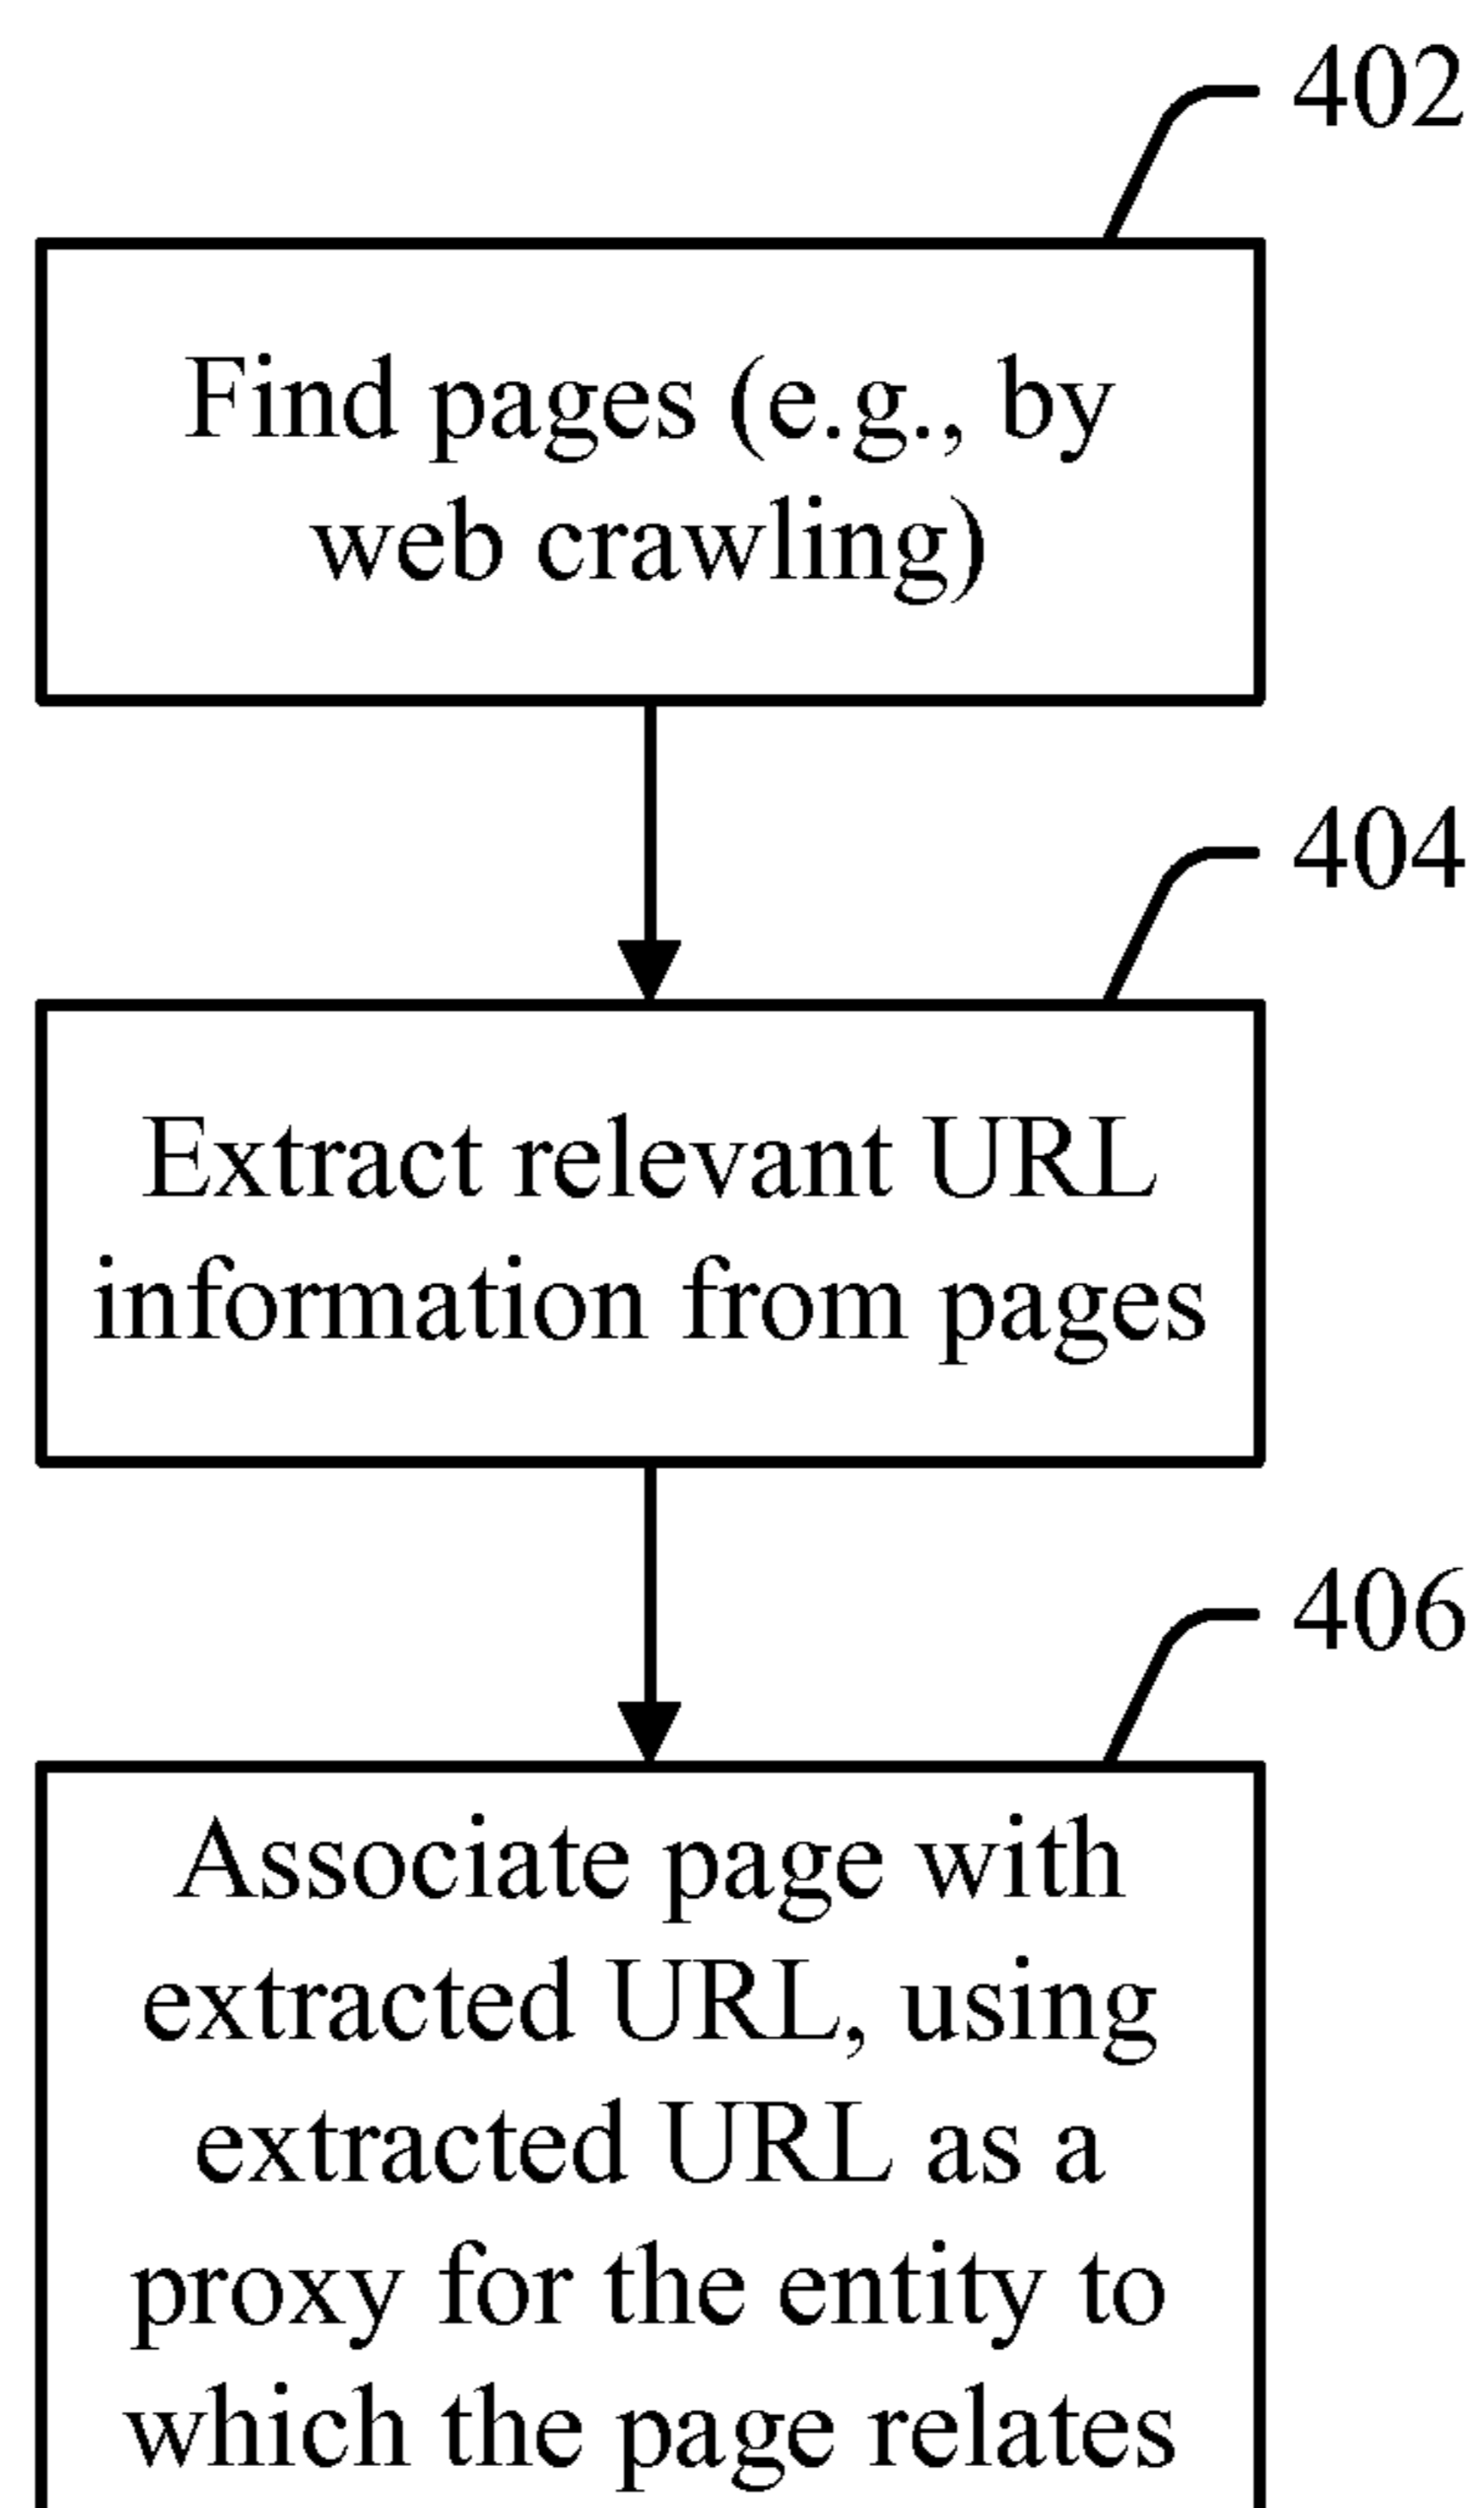 402
Find pages (e.g., by
web crawling)
404
Extract relevant URL
information from pages
406
Associate page with
extracted URL, using
extracted URL as a
proxy for the entity to
which the page relates